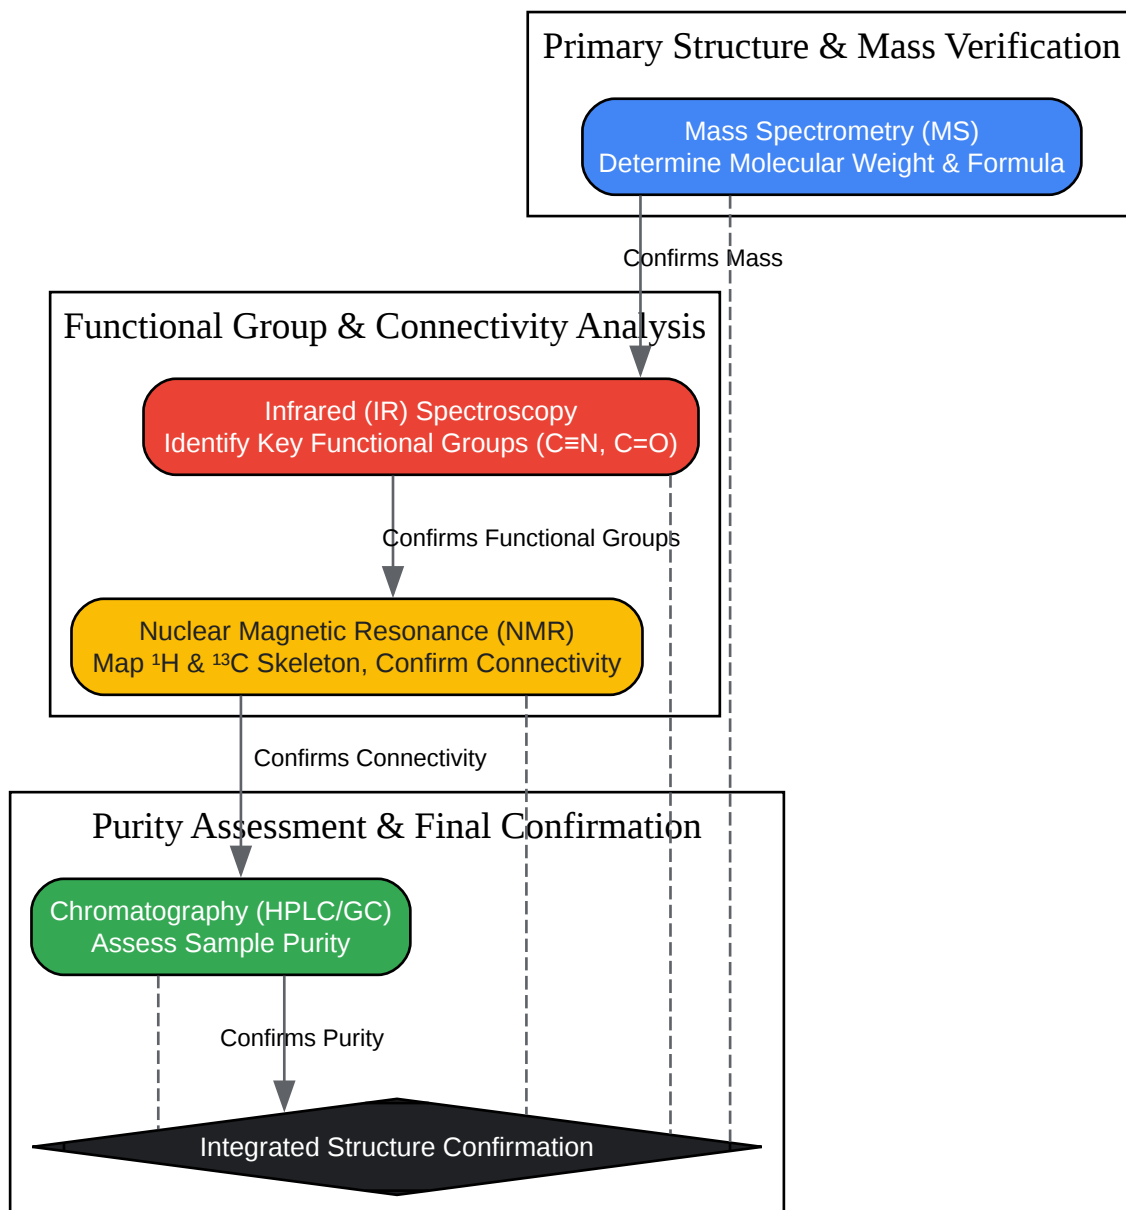 Primary Structure & Mass Verification
Mass Spectrometry (MS)
Determine Molecular Weight & Formula
Confirms Mass
Functional Group & Connectivity Analysis
Infrared (IR) Spectroscopy
Identify Key Functional Groups (C≡N, C=O)
Confirms Functional Groups
Nuclear Magnetic Resonance (NMR)
Map ¹H & ¹³C Skeleton, Confirm Connectivity
Confirms Connectivity
Purity Assessment & Final Confirmation
Chromatography (HPLC/GC)
Assess Sample Purity
Confirms Purity
Integrated Structure Confirmation